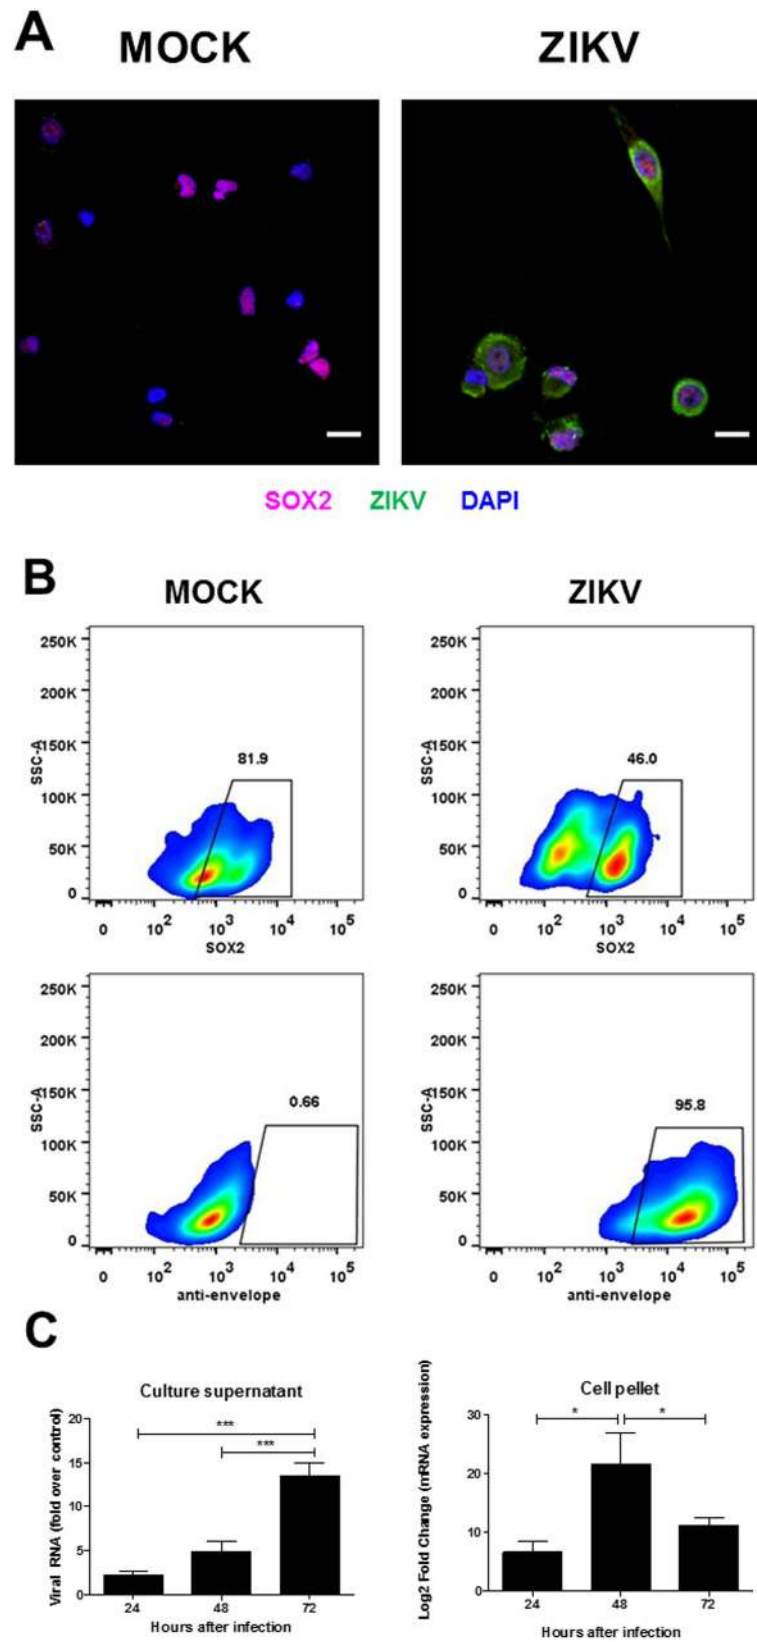 A
MOCK ZIKV
SOX2 ZIKV DAPI
B
MOCK ZIKV
250K
200K
150K
100K
50K
0
SSC-A
81.9
0 10^2 10^3 10^4 10^5
SOX2
250K
200K
150K
100K
50K
0
SSC-A
46.0
0 10^2 10^3 10^4 10^5
SOX2
250K
200K
150K
100K
50K
0
SSC-A
0.66
0 10^2 10^3 10^4 10^5
anti-envelope
250K
200K
150K
100K
50K
0
SSC-A
95.8
0 10^2 10^3 10^4 10^5
anti-envelope
C
Culture supernatant
Viral RNA (fold over control)
20
15
10
5
0
***
***
24 48 72
Hours after infection
Cell pellet
Log2 Fold Change (mRNA expression)
30
20
10
0
* *
24 48 72
Hours after infection